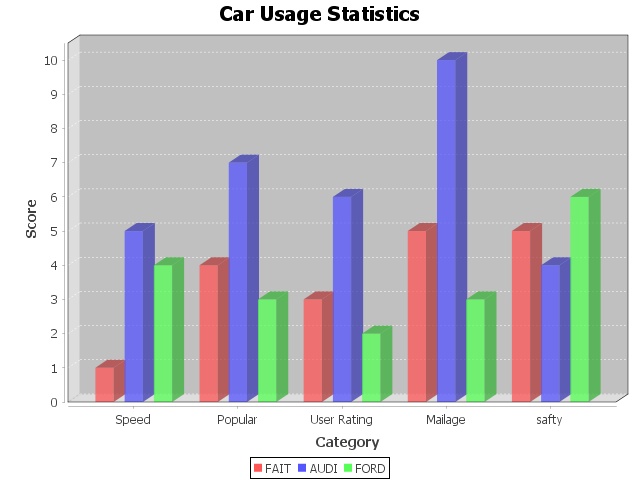 Car Usage Statistics
10
9
8
7
6
5
4
3
2
1
0
Score
Speed Popular User Rating Mailage safty
Category
FAIT AUDI FORD